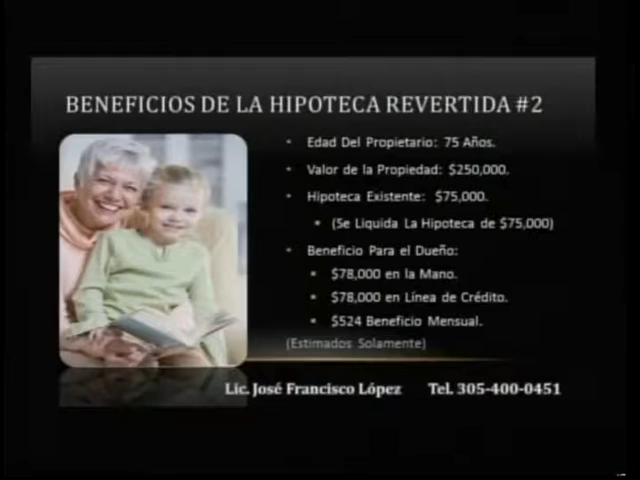 BENEFICIOS DE LA HIPOTECA REVERTIDA #2
Edad Del Propietario: 75 Años.
Valor de la Propiedad: $250,000.
Hipoteca Existente: $75,000.
(Se Liquida La Hipoteca de $75,000)
Beneficio Para el Dueño:
$78,000 en la Mano.
$78,000 en Línea de Crédito.
$524 Beneficio Mensual.
(Estimados Solamente)
Lic. José Francisco López Tel. 305-400-0451